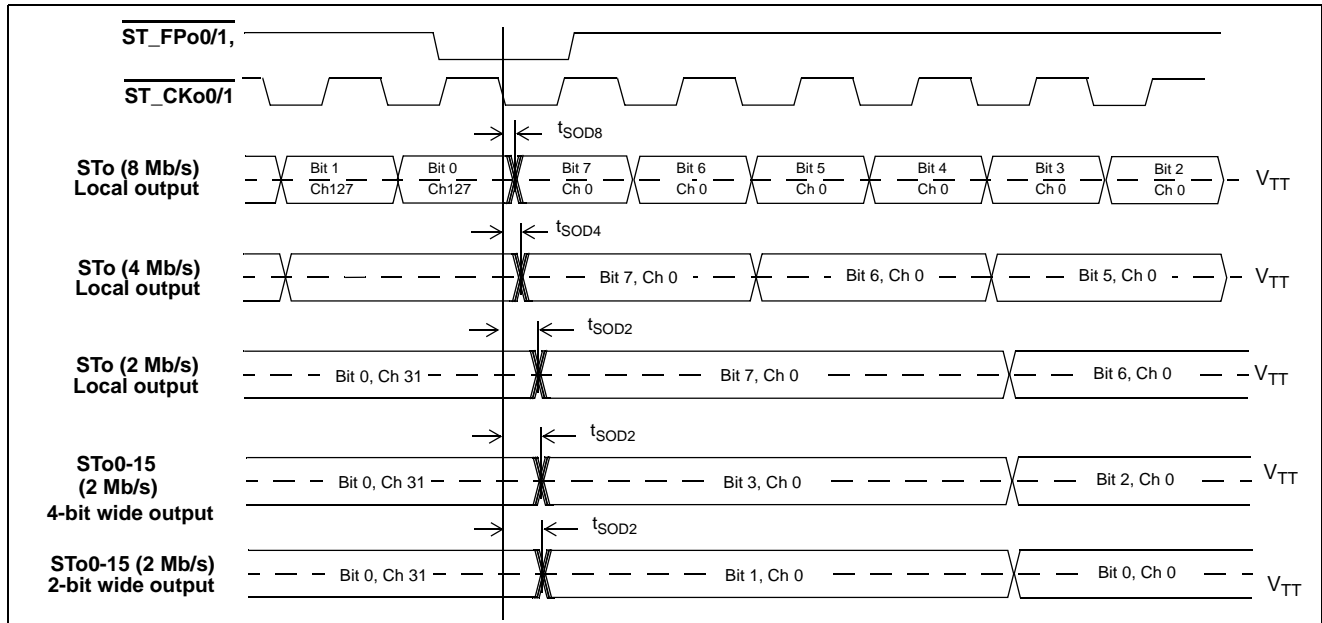 ST_FPo0/1,
ST_CKo0/1
tSOD8
STo (8 Mb/s)
Local output
Bit 1
Ch127
Bit 0
Ch127
Bit 7
Ch 0
Bit 6
Ch 0
Bit 5
Ch 0
Bit 4
Ch 0
Bit 3
Ch 0
Bit 2
Ch 0
VTT
tSOD4
STo (4 Mb/s)
Local output
Bit 7, Ch 0
Bit 6, Ch 0
Bit 5, Ch 0
VTT
tSOD2
STo (2 Mb/s)
Local output
Bit 0, Ch 31
Bit 7, Ch 0
Bit 6, Ch 0
VTT
tSOD2
STo0-15
(2 Mb/s)
4-bit wide output
Bit 0, Ch 31
Bit 3, Ch 0
Bit 2, Ch 0
VTT
tSOD2
STo0-15 (2 Mb/s)
2-bit wide output
Bit 0, Ch 31
Bit 1, Ch 0
Bit 0, Ch 0
VTT